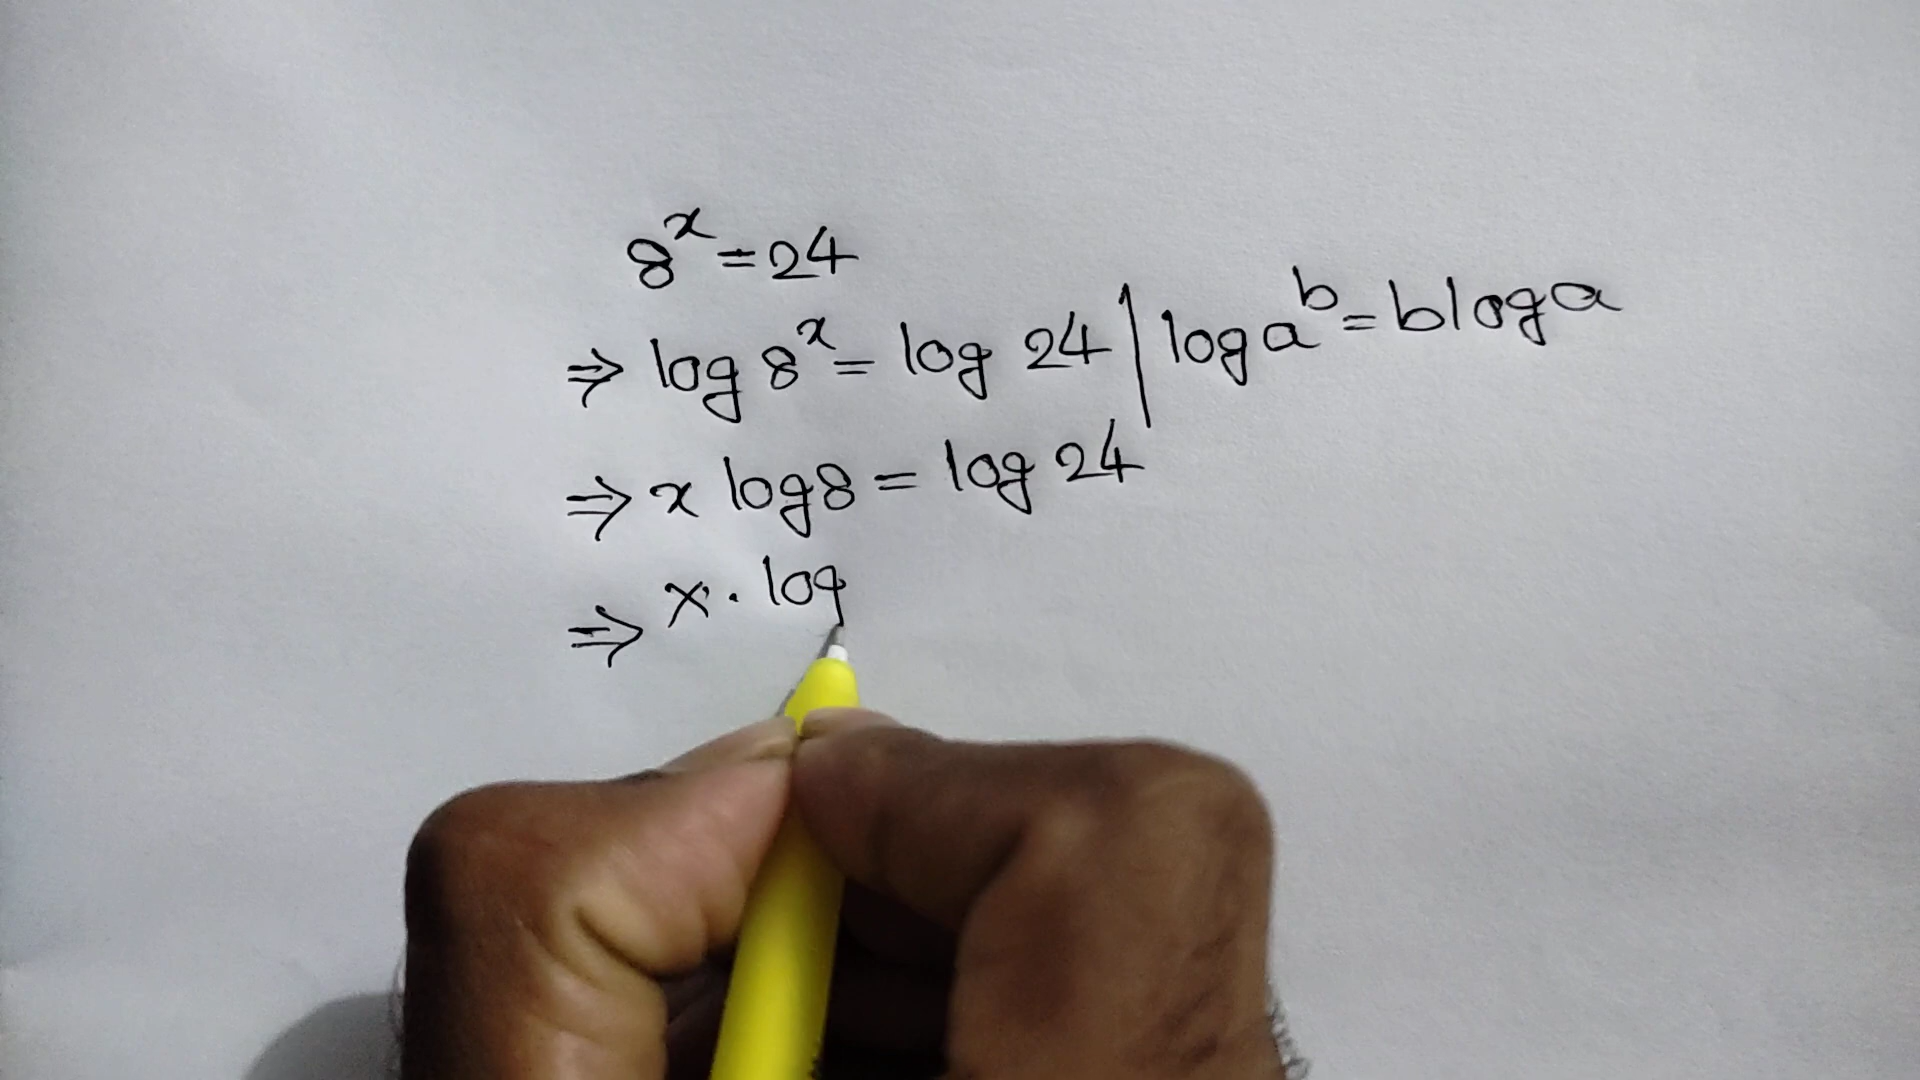 8^x = 24
⇒ log 8^x = log 24 | log a^b = b log a
⇒ x log 8 = log 24
⇒ x · log